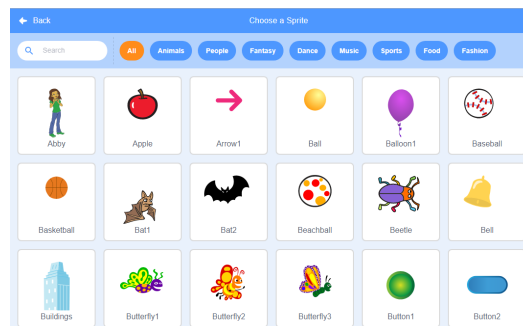 Back Choose a Sprite
Search All Animals People Fantasy Dance Music Sports Food Fashion
Abby Apple Arrow1 Ball Balloon1 Baseball
Basketball Bat1 Bat2 Beachball Beetle Bell
Buildings Butterfly1 Butterfly2 Butterfly3 Button1 Button2